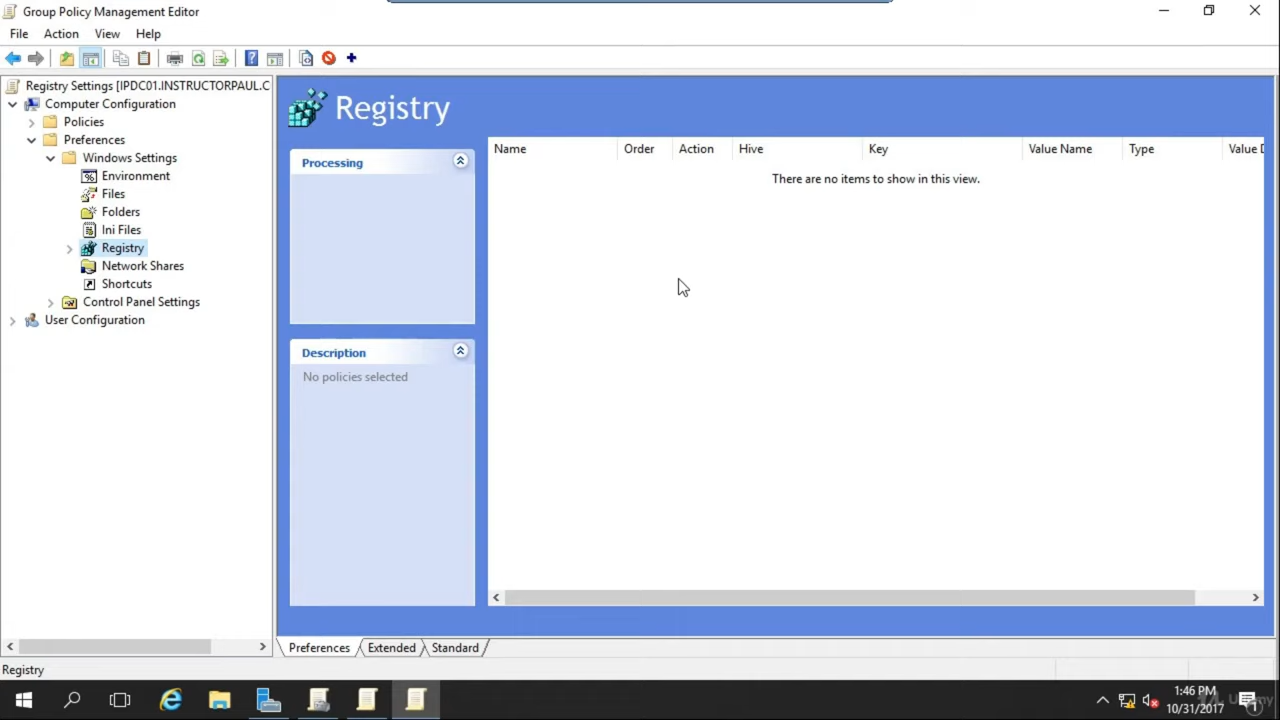 Group Policy Management Editor
File Action View Help
Registry Settings [IPDC01.INSTRUCTORPAUL.C
Computer Configuration
Policies
Preferences
Windows Settings
Environment
Files
Folders
Ini Files
Registry
Network Shares
Shortcuts
Control Panel Settings
User Configuration
Registry
Processing
Description
No policies selected
Name Order Action Hive Key Value Name Type Value D
There are no items to show in this view.
Preferences Extended Standard
Registry
1:46 PM
10/31/2017
Udemy
1